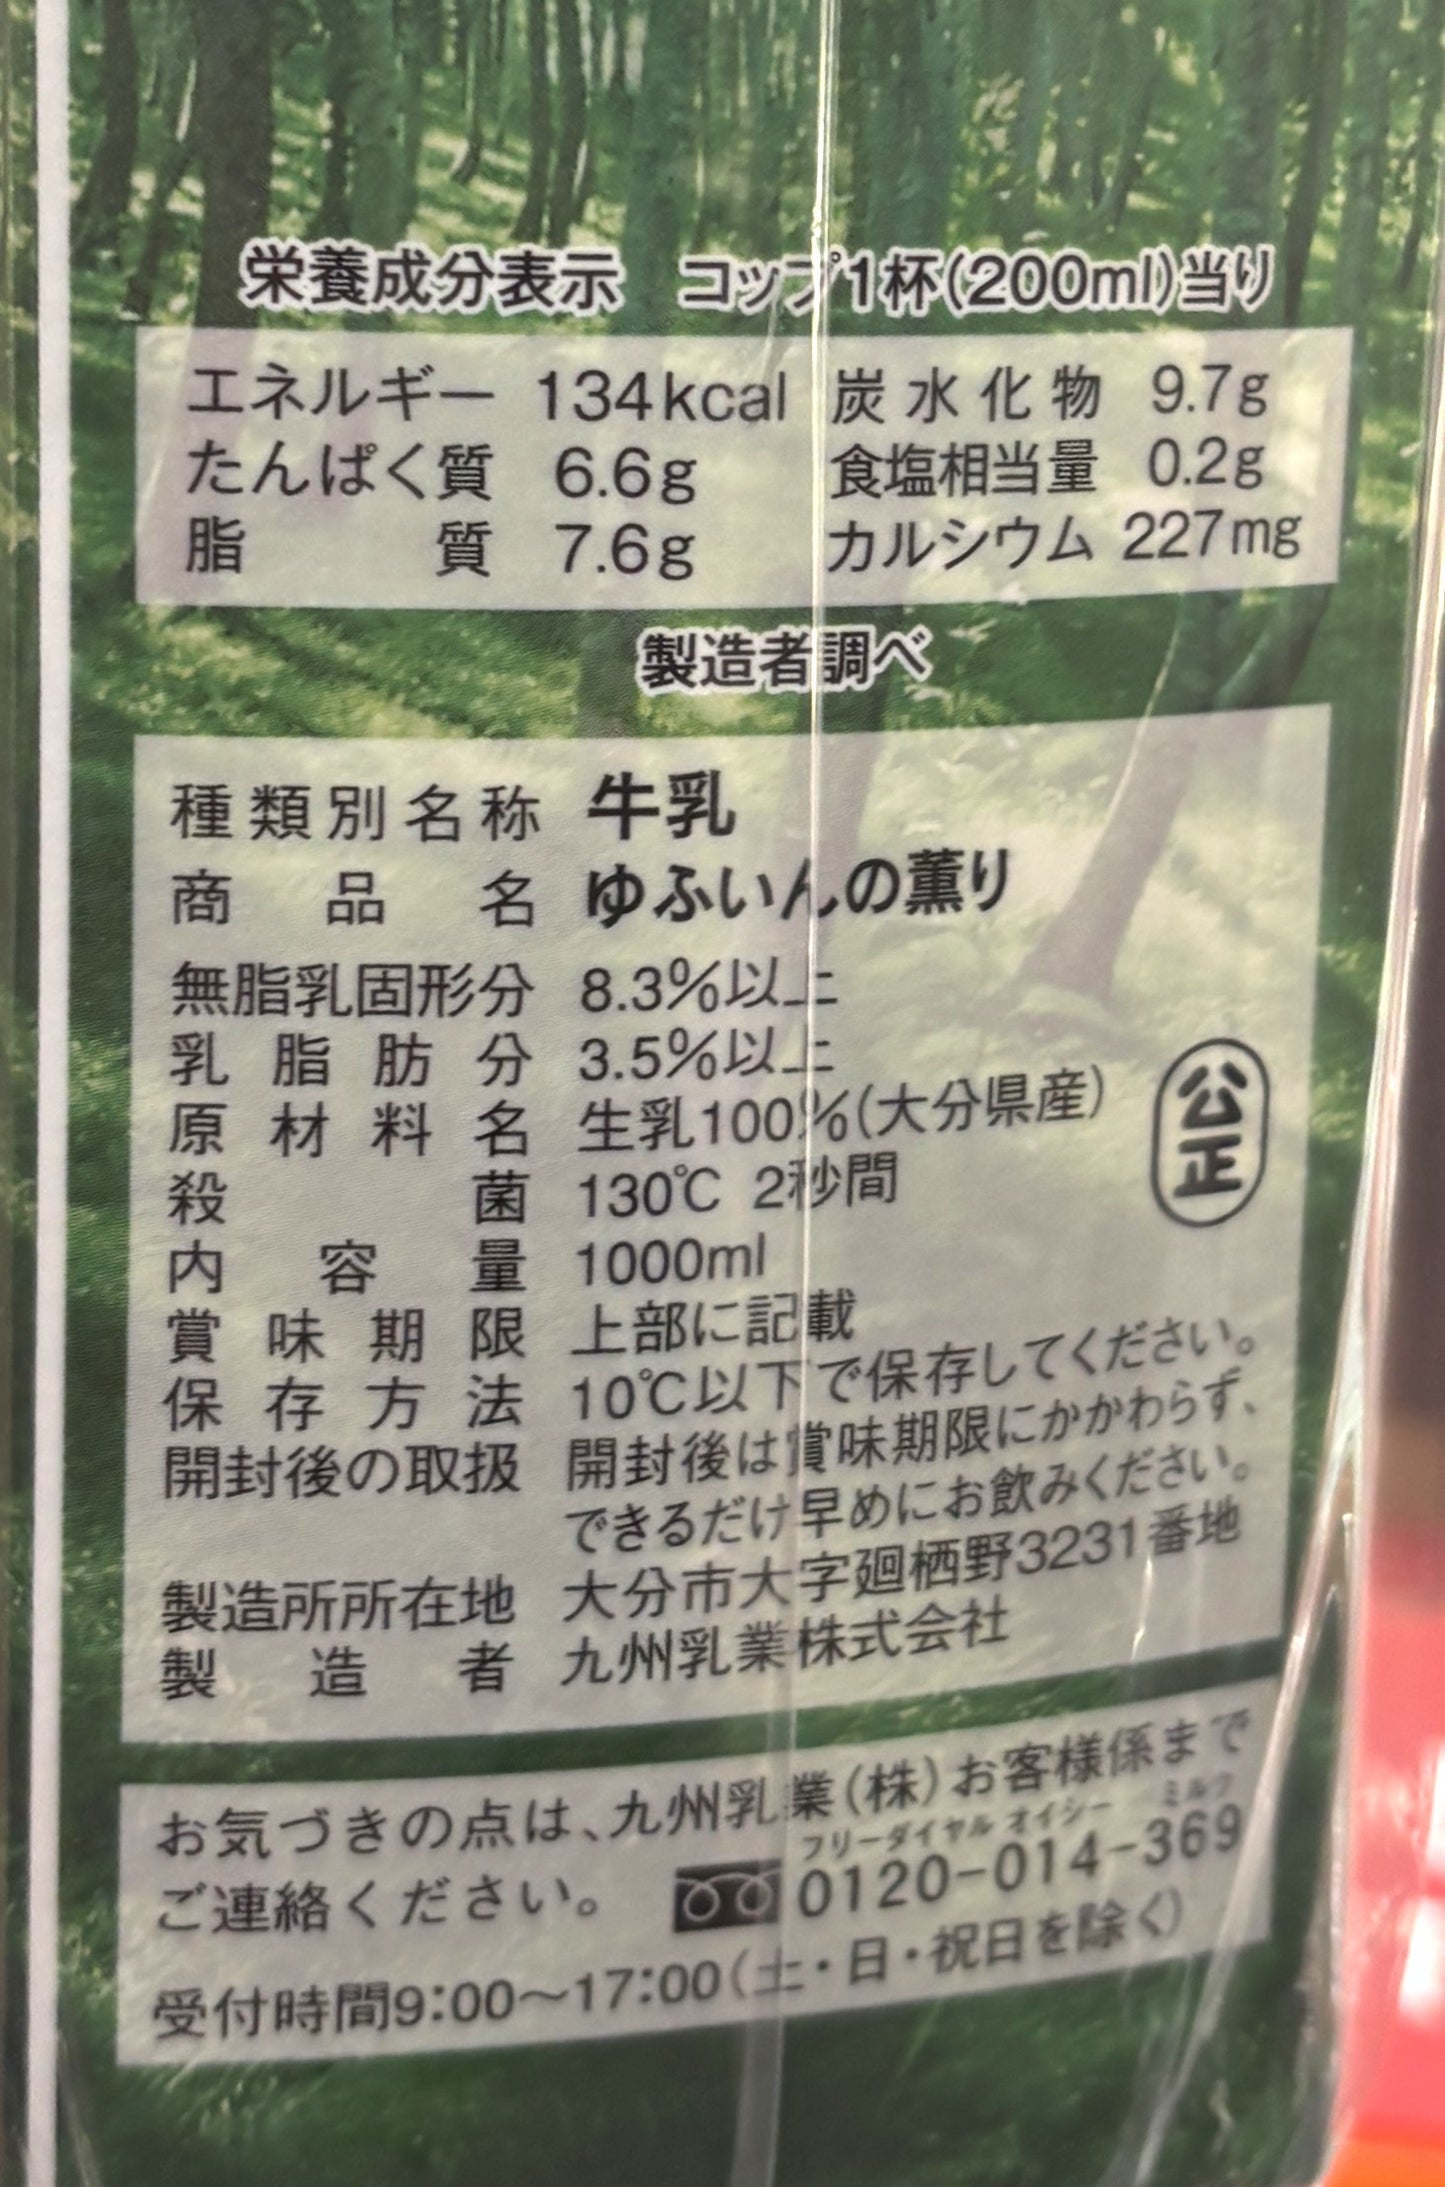 栄養成分表示 コップ1杯(200ml)当り
エネルギー 134kcal 炭水化物 9.7g
たんぱく質 6.6g 食塩相当量 0.2g
脂質 7.6g カルシウム 227mg
製造者調べ
種類別名称 牛乳
商品名 ゆふいんの薫り
無脂乳固形分 8.3%以上
乳脂肪分 3.5%以上
原材料名 生乳100%(大分県産)
公正
殺菌 130℃ 2秒間
内容量 1000ml
賞味期限 上部に記載
保存方法 10℃以下で保存してください。
開封後の取扱 開封後は賞味期限にかかわらず、
できるだけ早めにお飲みください。
製造所所在地 大分市大字廻栖野3231番地
製造者 九州乳業株式会社
お気づきの点は、九州乳業(株)お客様係まで
フリーダイヤル オイシー ミルク
ご連絡ください。 0120-014-369
受付時間9:00〜17:00(土・日・祝日を除く)